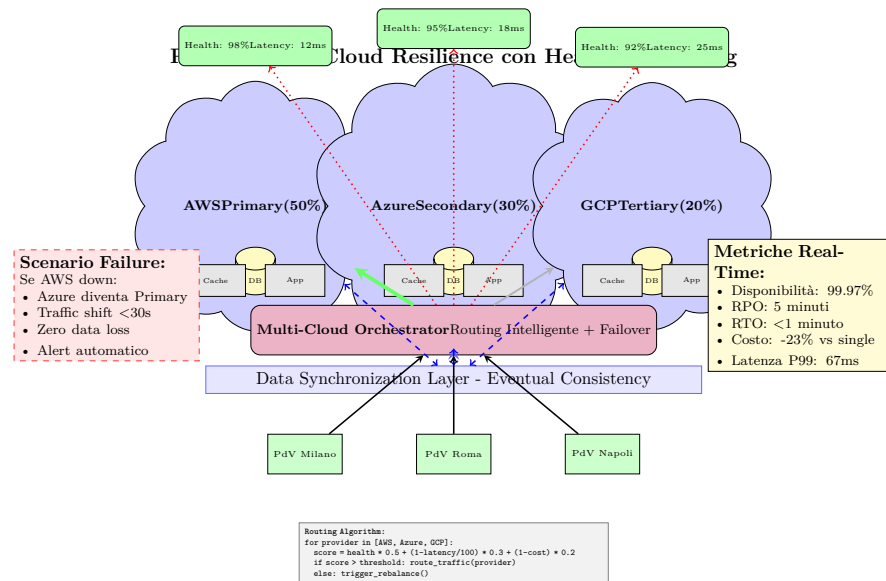 Health: 98%Latency: 12ms
Health: 95%Latency: 18ms
Health: 92%Latency: 25ms
Cloud Resilience con
AWSPrimary(50%)
AzureSecondary(30%)
GCPTertiary(20%)
Scenario Failure:
Se AWS down:
• Azure diventa Primary
• Traffic shift <30s
• Zero data loss
• Alert automatico
Cache
DB
App
Cache
DB
App
Cache
DB
App
Metriche Real-
Time:
• Disponibilità: 99.97%
• RPO: 5 minuti
• RTO: <1 minuto
• Costo: -23% vs single
• Latenza P99: 67ms
Multi-Cloud OrchestratorRouting Intelligente + Failover
Data Synchronization Layer - Eventual Consistency
PdV Milano
PdV Roma
PdV Napoli
Routing Algorithm:
for provider in [AWS, Azure, GCP]:
score = health * 0.5 + (1-latency/100) * 0.3 + (1-cost) * 0.2
if score > threshold: route_traffic(provider)
else: trigger_rebalance()